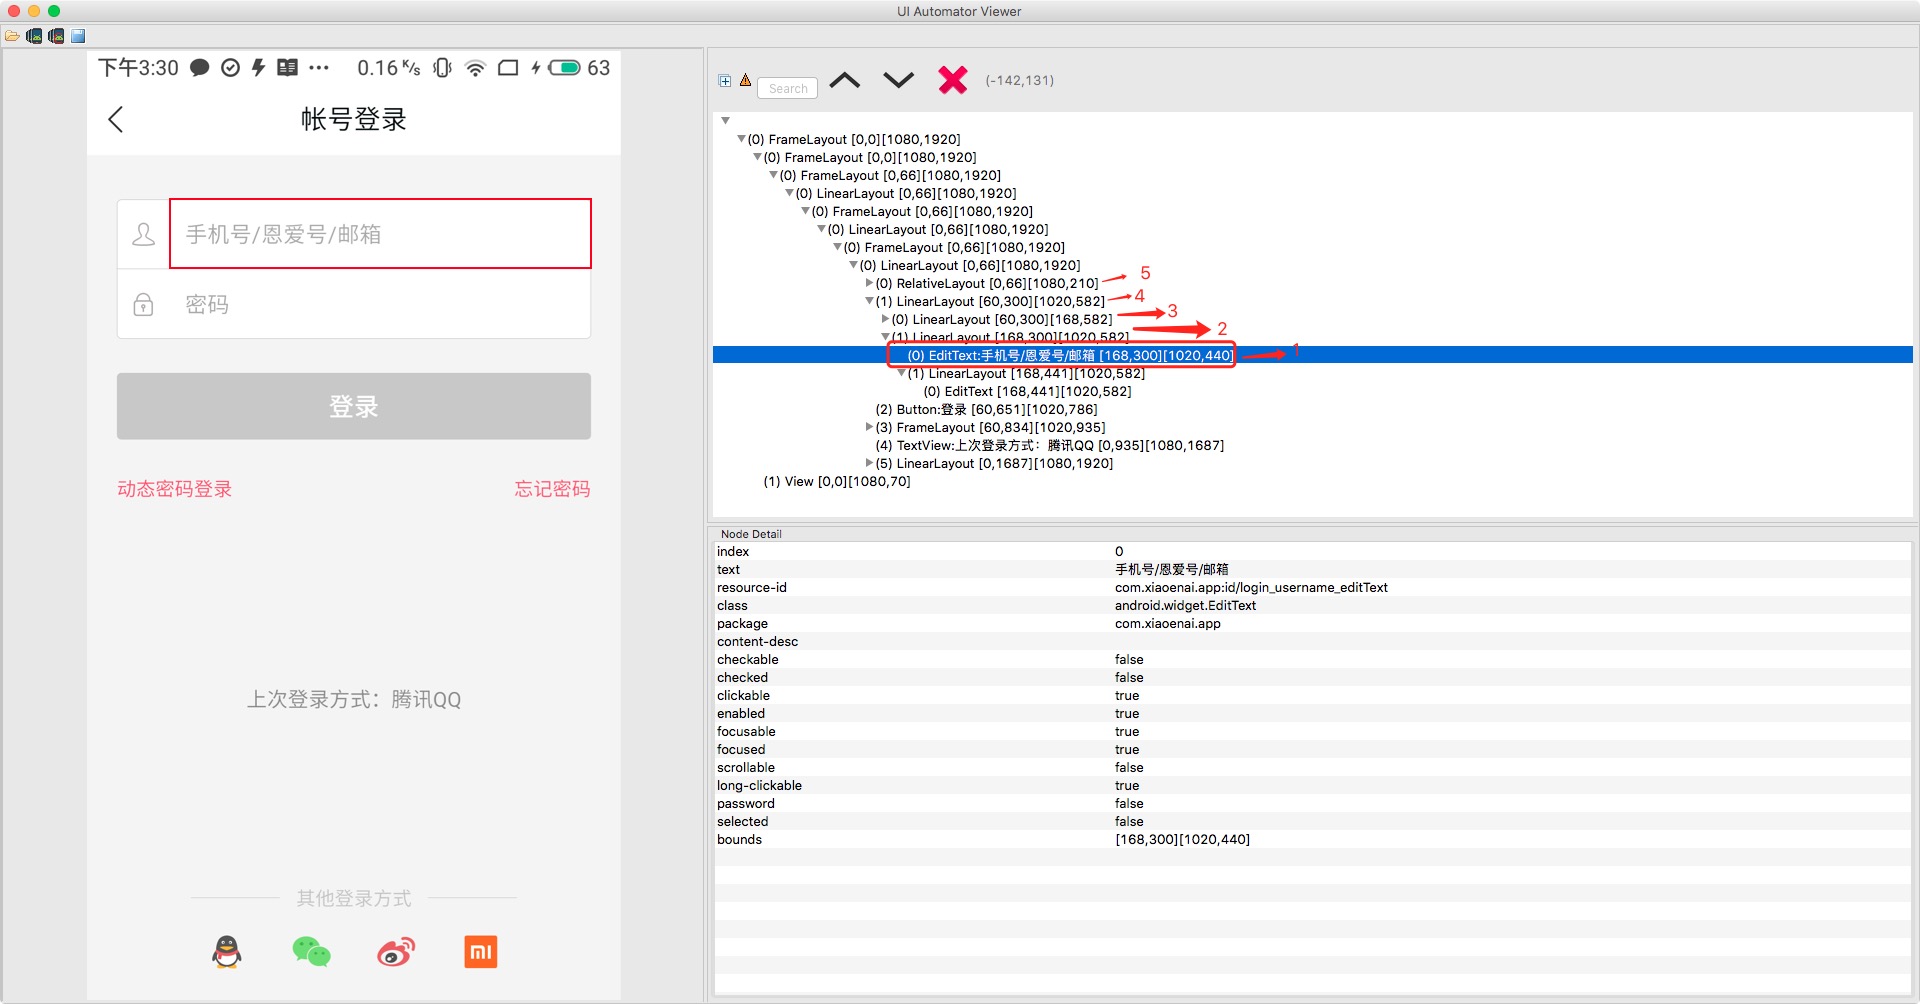 UI Automator Viewer
下午3:30 0.16 K/s 63
帐号登录
手机号/恩爱号/邮箱
密码
登录
动态密码登录 忘记密码
上次登录方式：腾讯QQ
其他登录方式
mi
Search (-142,131)
(0) FrameLayout [0,0][1080,1920]
(0) FrameLayout [0,0][1080,1920]
(0) FrameLayout [0,66][1080,1920]
(0) LinearLayout [0,66][1080,1920]
(0) FrameLayout [0,66][1080,1920]
(0) LinearLayout [0,66][1080,1920]
(0) FrameLayout [0,66][1080,1920]
(0) LinearLayout [0,66][1080,1920]
(0) RelativeLayout [0,66][1080,210] 5
(1) LinearLayout [60,300][1020,582] 4
(0) LinearLayout [60,300][168,582] 3
(1) LinearLayout [168,300][1020,582] 2
(0) EditText:手机号/恩爱号/邮箱 [168,300][1020,440] 1
(1) LinearLayout [168,441][1020,582]
(0) EditText [168,441][1020,582]
(2) Button:登录 [60,651][1020,786]
(3) FrameLayout [60,834][1020,935]
(4) TextView:上次登录方式：腾讯QQ [0,935][1080,1687]
(5) LinearLayout [0,1687][1080,1920]
(1) View [0,0][1080,70]
Node Detail
index 0
text 手机号/恩爱号/邮箱
resource-id com.xiaoenai.app:id/login_username_editText
class android.widget.EditText
package com.xiaoenai.app
content-desc
checkable false
checked false
clickable true
enabled true
focusable true
focused true
scrollable false
long-clickable true
password false
selected false
bounds [168,300][1020,440]